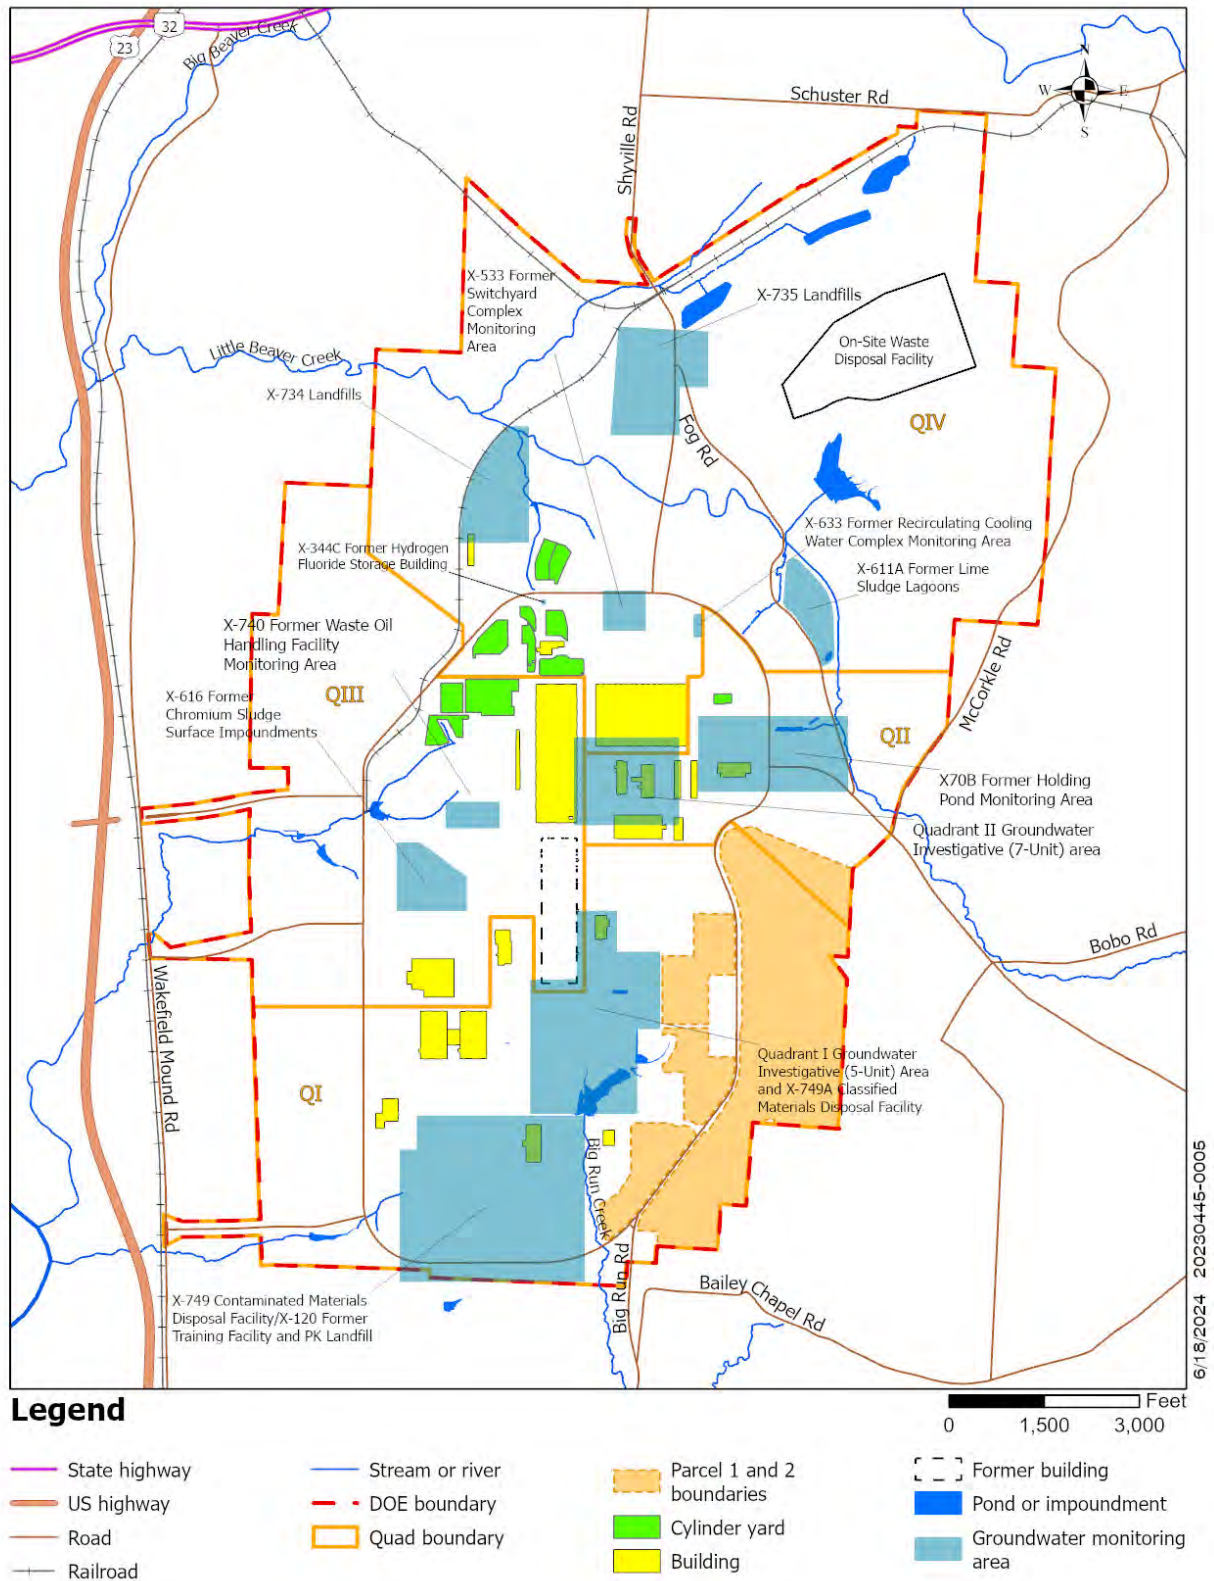 32
23
Big Beaver Creek
N
W
E
S
Schuster Rd
Shyville Rd
X-533 Former
Switchyard
Complex
Monitoring
Area
X-735 Landfills
On-Site Waste
Disposal Facility
Little Beaver Creek
X-734 Landfills
QIV
Fog Rd
X-633 Former Recirculating Cooling
Water Complex Monitoring Area
X-344C Former Hydrogen
Fluoride Storage Building
X-611A Former Lime
Sludge Lagoons
X-740 Former Waste Oil
Handling Facility
Monitoring Area
McCorkle Rd
QIII
X-616 Former
Chromium Sludge
Surface Impoundments
QII
X70B Former Holding
Pond Monitoring Area
Quadrant II Groundwater
Investigative (7-Unit) area
Bobo Rd
Wakefield Mound Rd
Quadrant I Groundwater
Investigative (5-Unit) Area
and X-749A Classified
Materials Disposal Facility
QI
Big Run Creek
Big Run Rd
Bailey Chapel Rd
X-749 Contaminated Materials
Disposal Facility/X-120 Former
Training Facility and PK Landfill
6/18/2024 20230445-0005
Legend
Feet
0 1,500 3,000
State highway
US highway
Road
Railroad
Stream or river
DOE boundary
Quad boundary
Parcel 1 and 2
boundaries
Cylinder yard
Building
Former building
Pond or impoundment
Groundwater monitoring
area